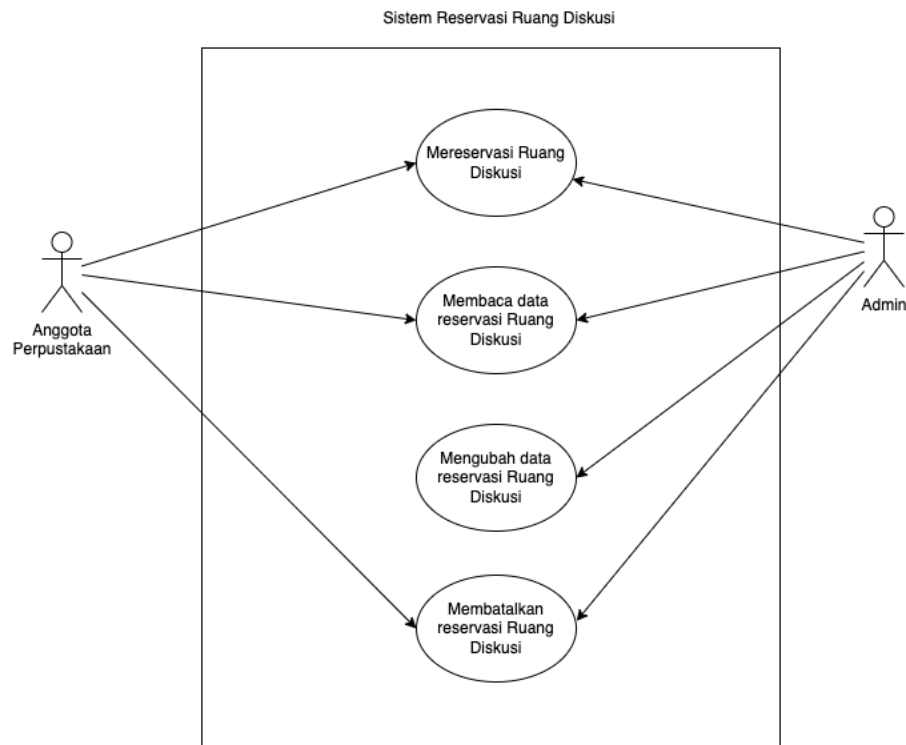 Sistem Reservasi Ruang Diskusi
Mereservasi Ruang
Diskusi
Anggota
Perpustakaan
Membaca data
reservasi Ruang
Diskusi
Admin
Mengubah data
reservasi Ruang
Diskusi
Membatalkan
reservasi Ruang
Diskusi